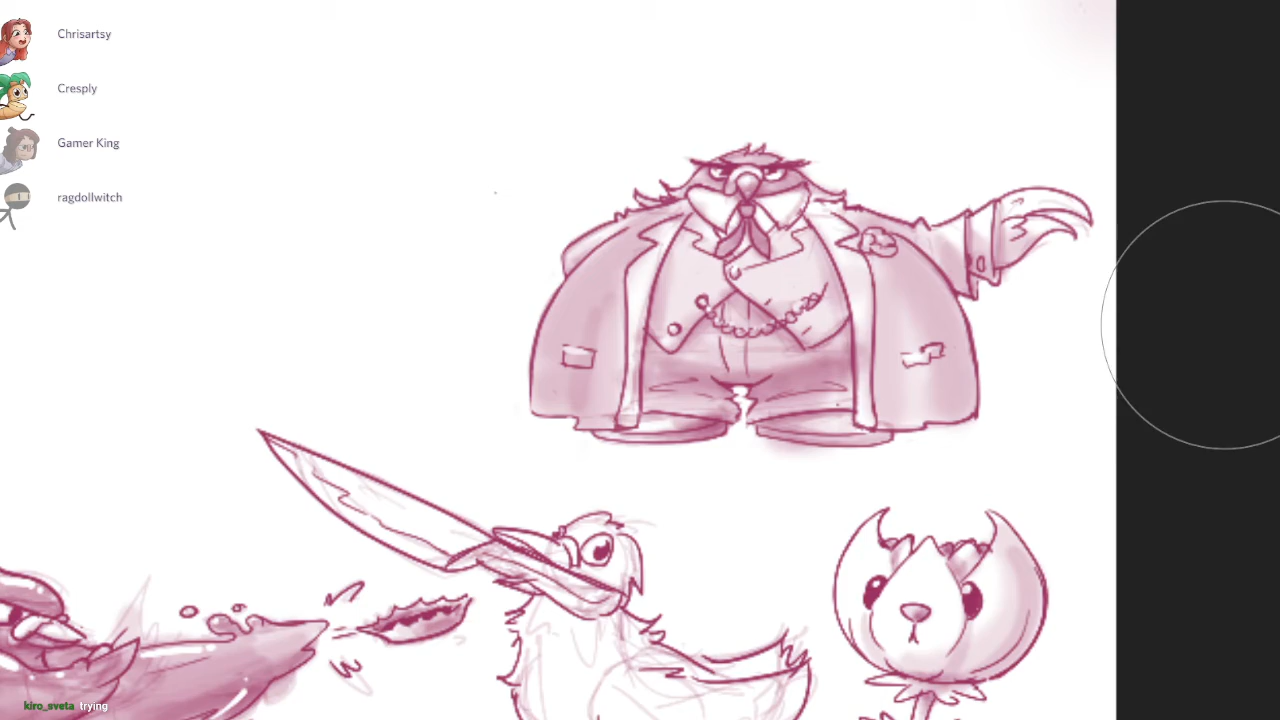 Chrisartsy
Cresply
Gamer King
ragdollwitch
kiro_sveta trying